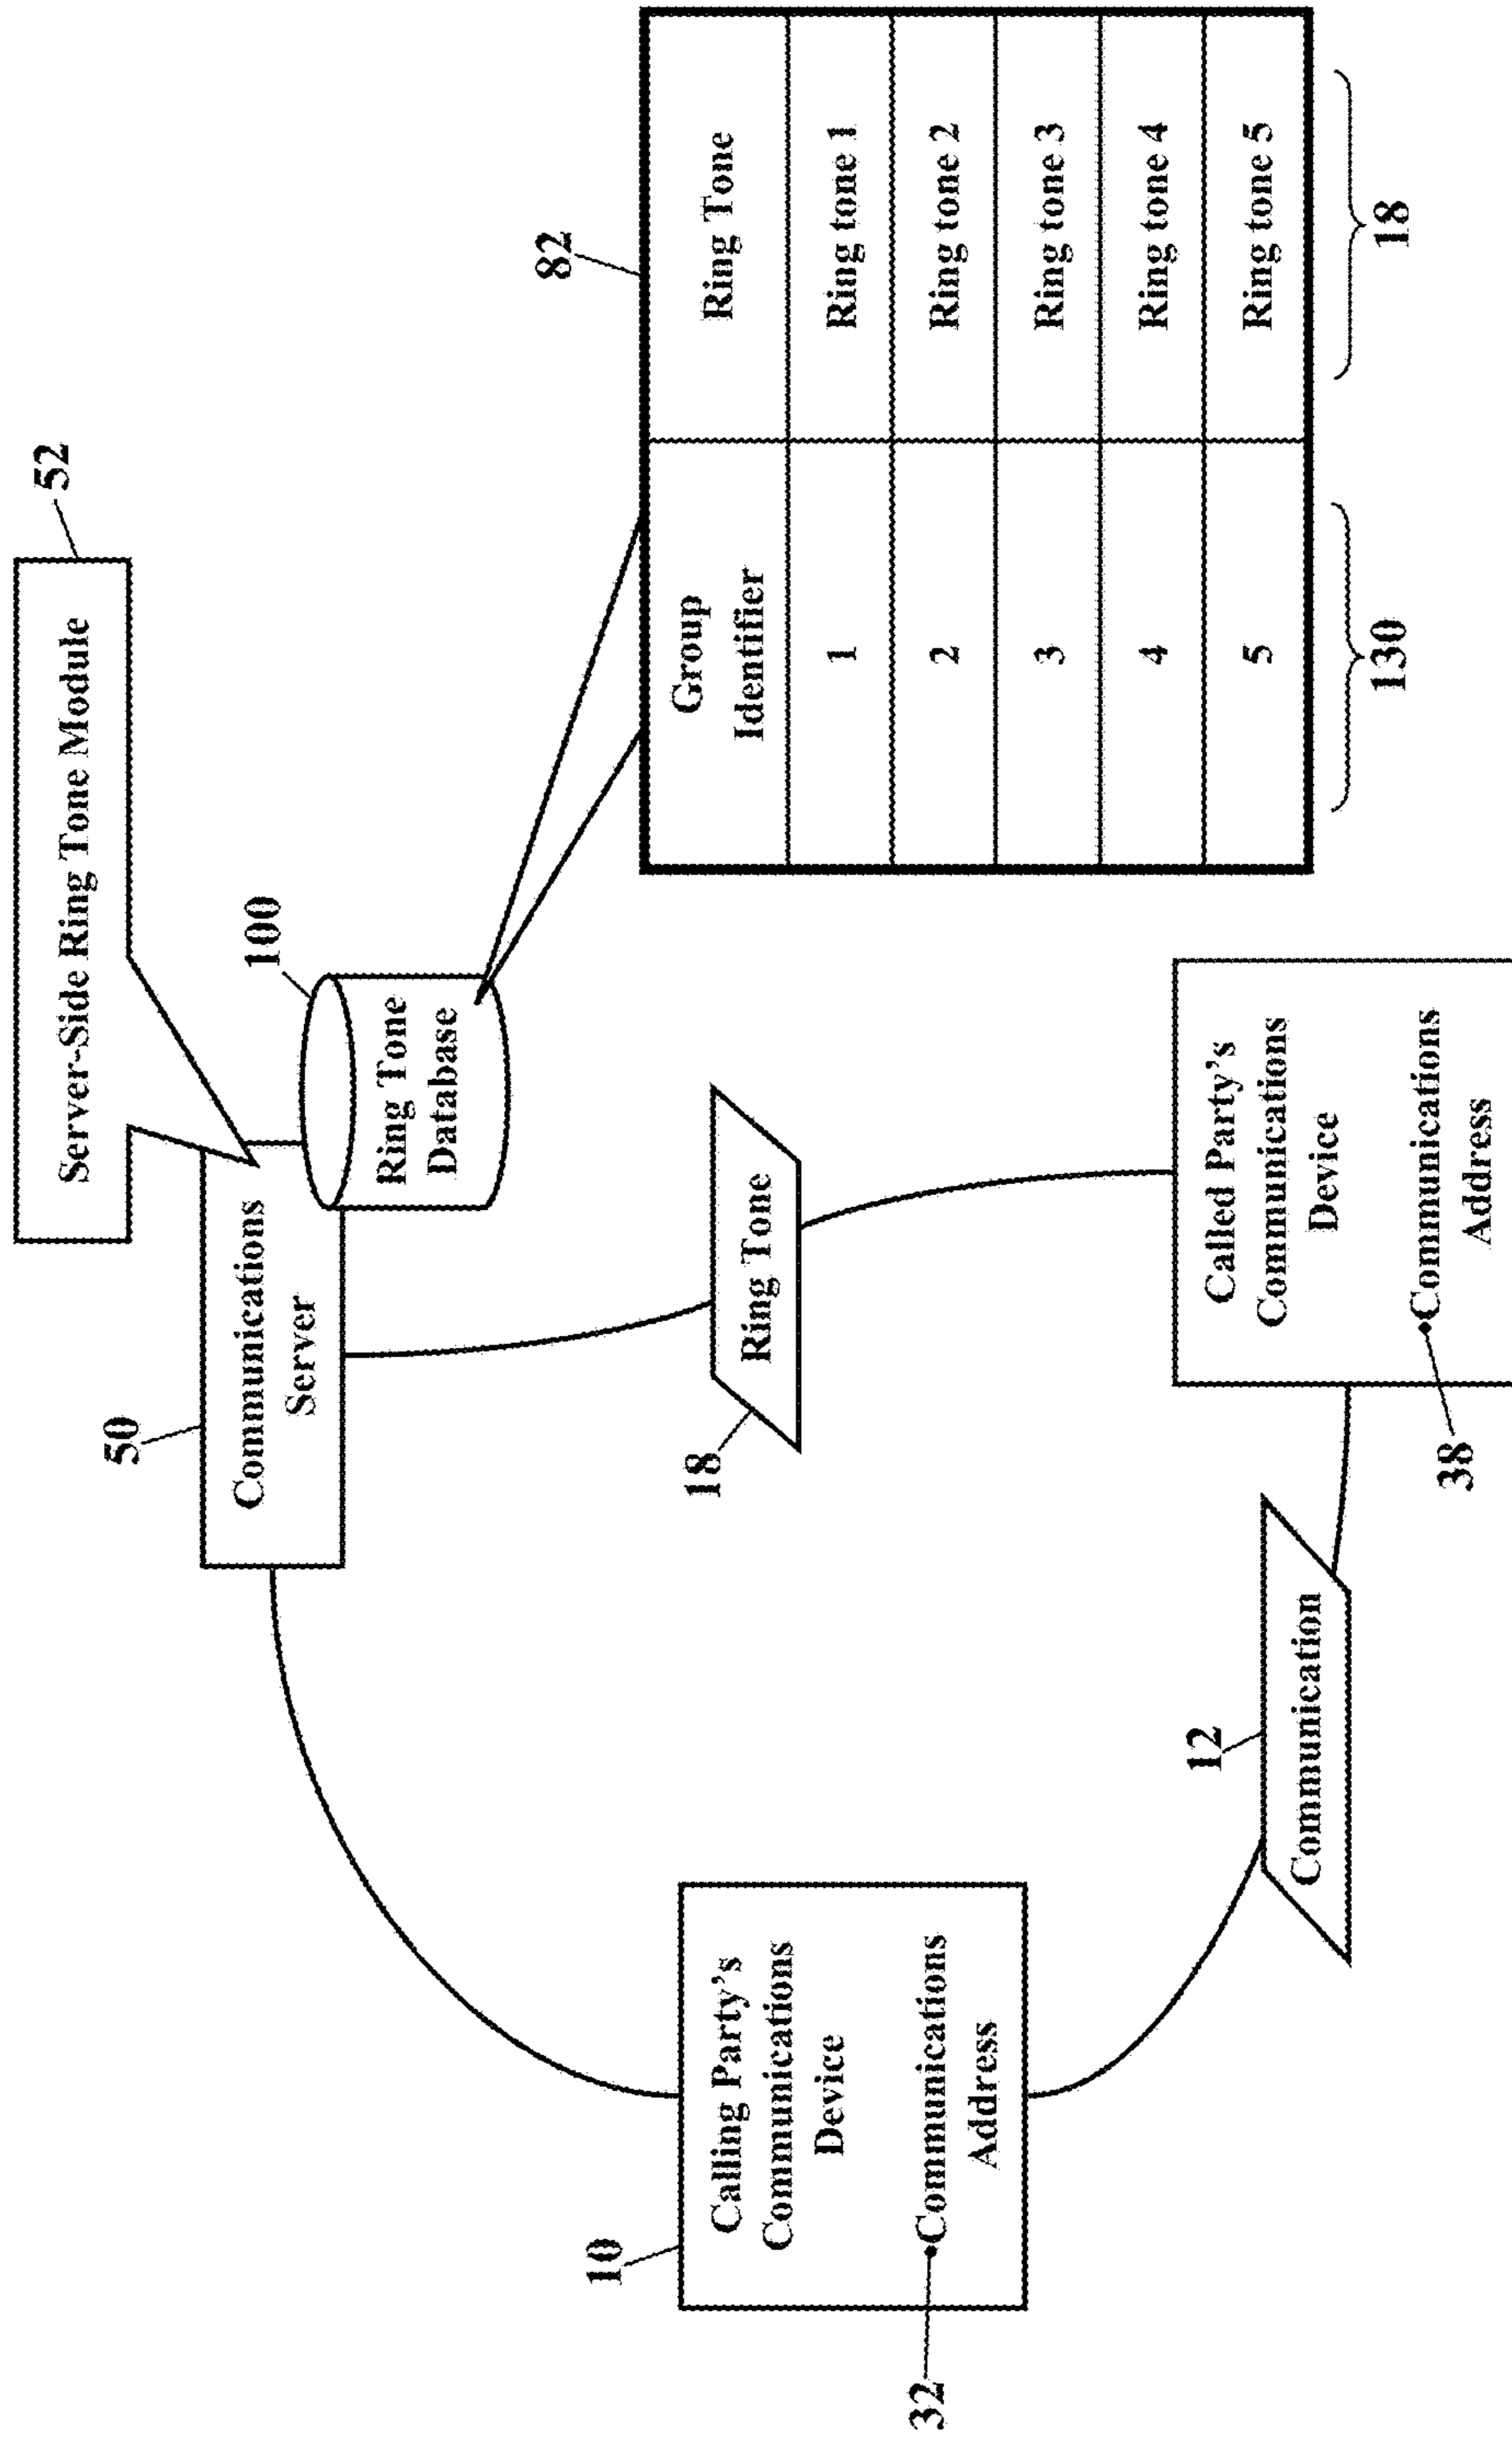 52
Server-Side Ring Tone Module
50
Communications
Server
100
Ring Tone
Database
82
Group
Identifier
Ring Tone
1
Ring tone 1
2
Ring tone 2
3
Ring tone 3
4
Ring tone 4
5
Ring tone 5
130
18
18
Ring Tone
10
Calling Party's
Communications
Device
32
Communications
Address
12
Communication
Called Party's
Communications
Device
38
Communications
Address